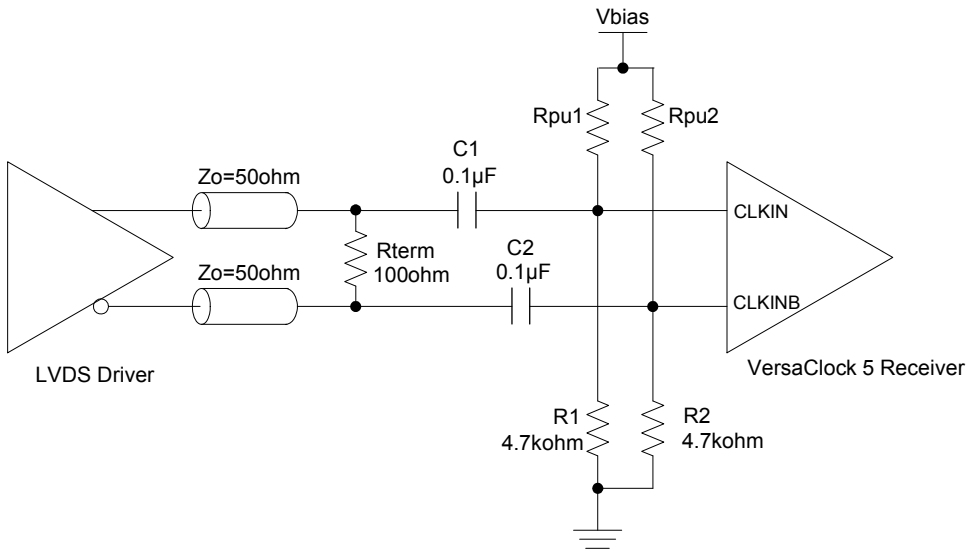 Vbias
Rpu1
Rpu2
C1
0.1µF
Zo=50ohm
CLKIN
Rterm
100ohm
C2
0.1µF
Zo=50ohm
CLKINB
LVDS Driver
VersaClock 5 Receiver
R1
4.7kohm
R2
4.7kohm